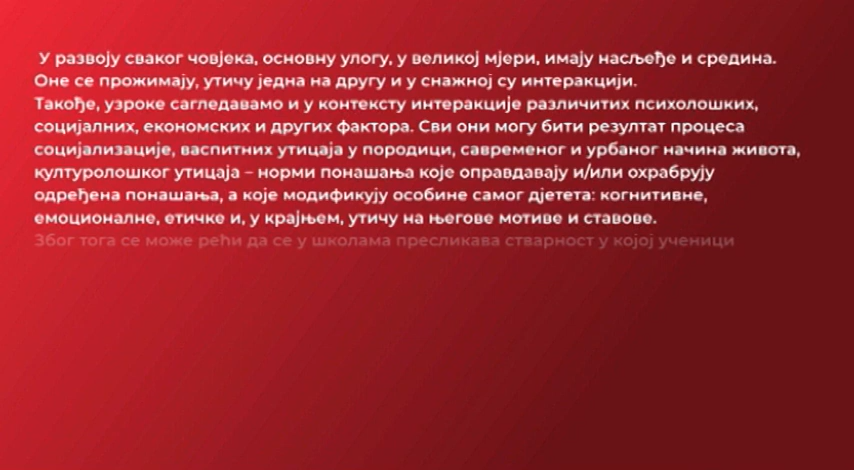 У развоју сваког човјека, основну улогу, у великој мјери, имају насљеђе и средина.
Оне се прожимају, утичу једна на другу и у снажној су интеракцији.
Такође, узроке сагледавамо и у контексту интеракције различитих психолошких,
социјалних, економских и других фактора. Сви они могу бити резултат процеса
социјализације, васпитних утицаја у породици, савременог и урбаног начина живота,
културолошког утицаја – норми понашања које оправдавају и/или охрабрују
одређена понашања, а које модификују особине самог дјетета: когнитивне,
емоционалне, етичке и, у крајњем, утичу на његове мотиве и ставове.
Због тога се може рећи да се у школама пресликава стварност у којој ученици